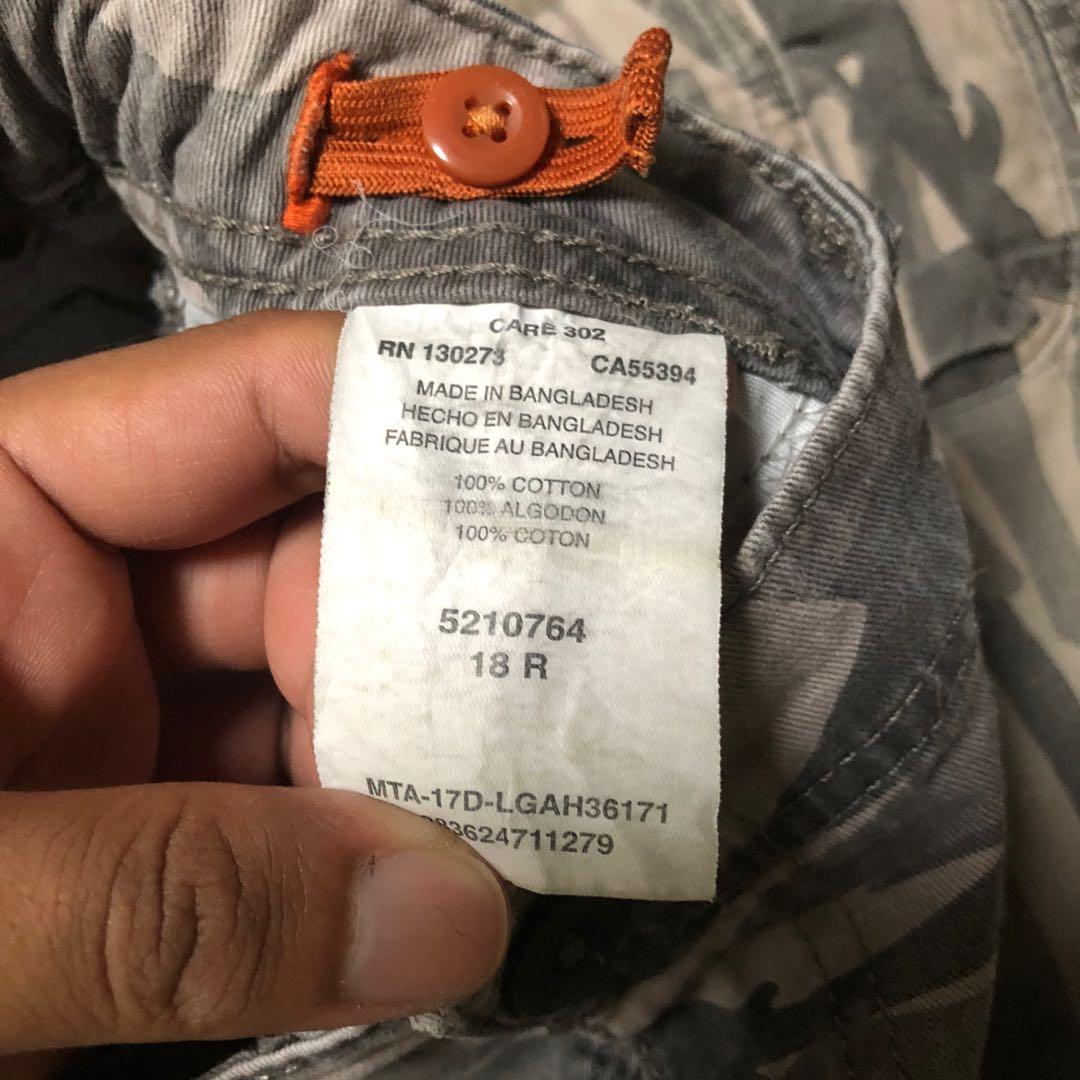 CARE 302
RN 130273 CA55394
MADE IN BANGLADESH
HECHO EN BANGLADESH
FABRIQUE AU BANGLADESH
100% COTTON
100% ALGODON
100% COTON
5210764
18 R
MTA-17D-LGAH36171